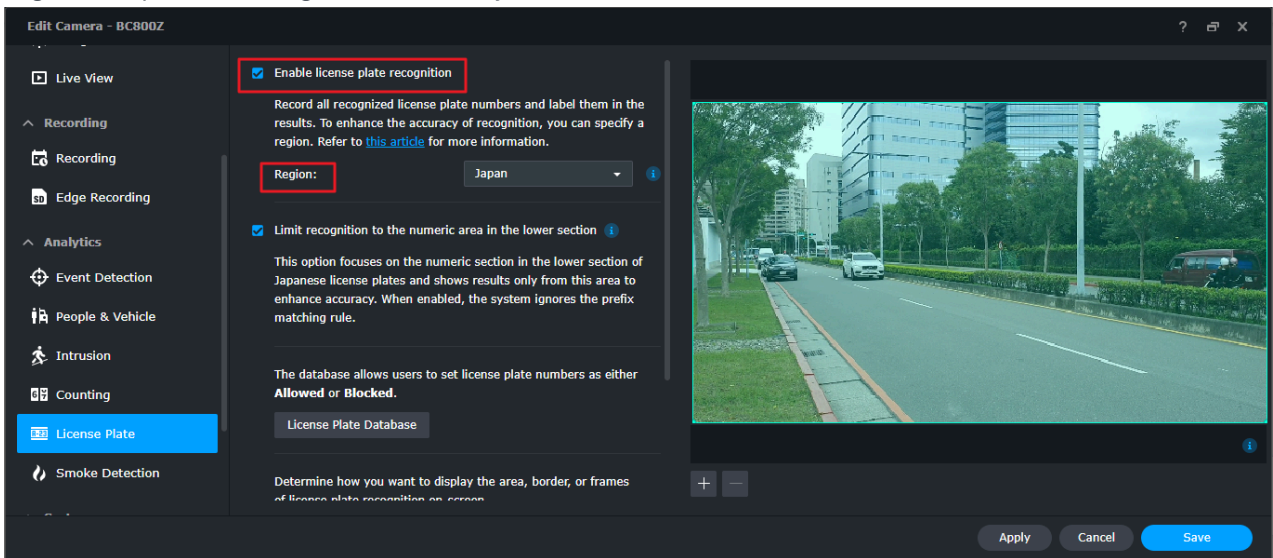 Edit Camera - BC800Z
Live View
Recording
Recording
Edge Recording
Analytics
Event Detection
People & Vehicle
Intrusion
Counting
License Plate
Smoke Detection
Enable license plate recognition
Record all recognized license plate numbers and label them in the
results. To enhance the accuracy of recognition, you can specify a
region. Refer to this article for more information.
Region: Japan
Limit recognition to the numeric area in the lower section
This option focuses on the numeric section in the lower section of
Japanese license plates and shows results only from this area to
enhance accuracy. When enabled, the system ignores the prefix
matching rule.
The database allows users to set license plate numbers as either
Allowed or Blocked.
License Plate Database
Determine how you want to display the area, border, or frames
of license plate recognition on-screen
Apply Cancel Save